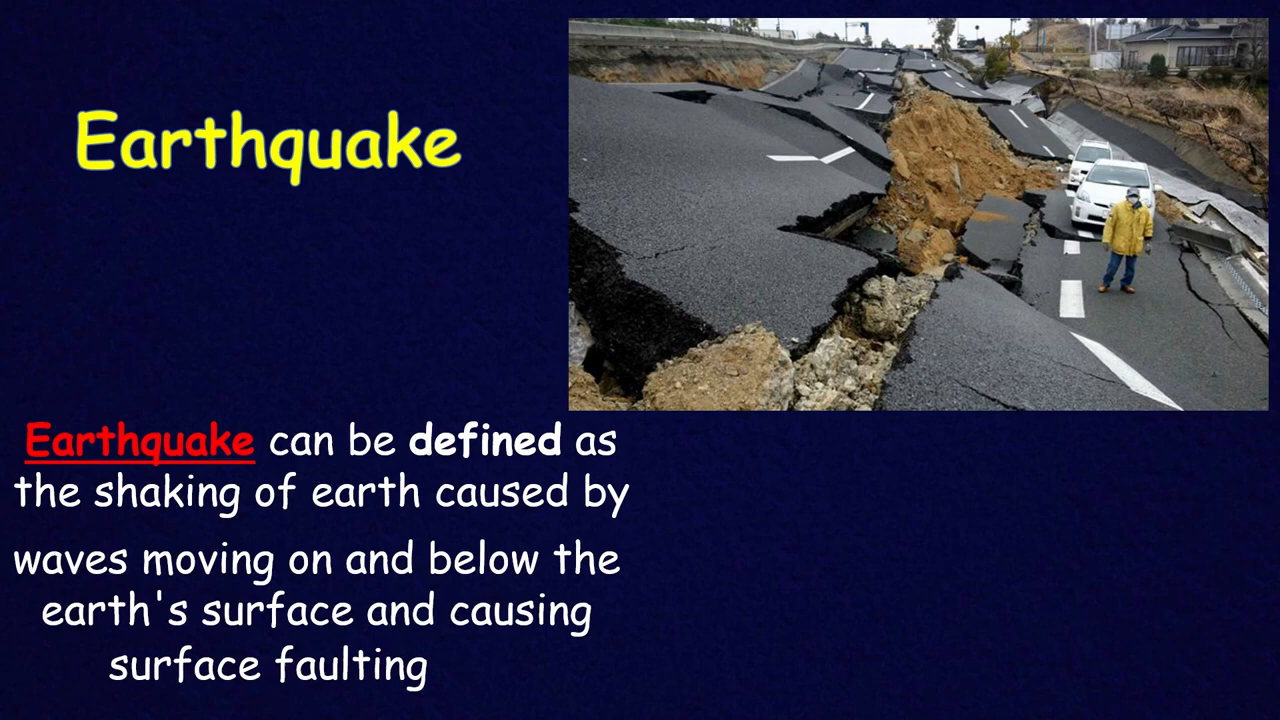 Earthquake
Earthquake can be defined as
the shaking of earth caused by
waves moving on and below the
earth's surface and causing
surface faulting